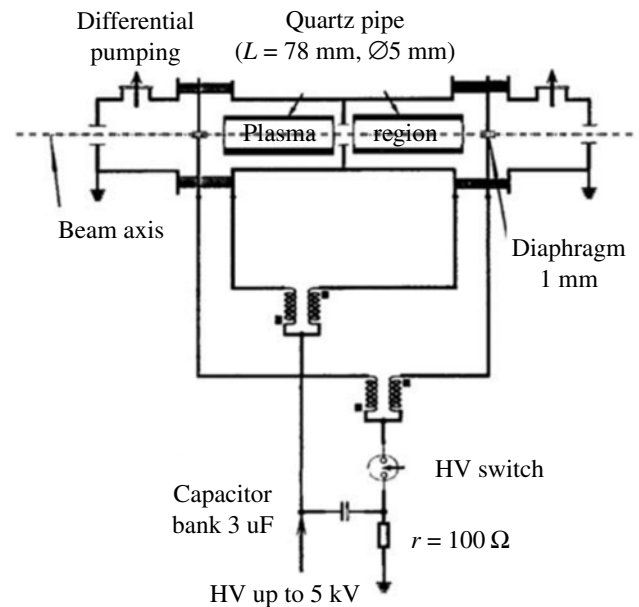 Differential
pumping
Quartz pipe
(L = 78 mm, Ø5 mm)
Plasma
region
Beam axis
Diaphragm
1 mm
HV switch
Capacitor
bank 3 uF
r = 100 Ω
HV up to 5 kV